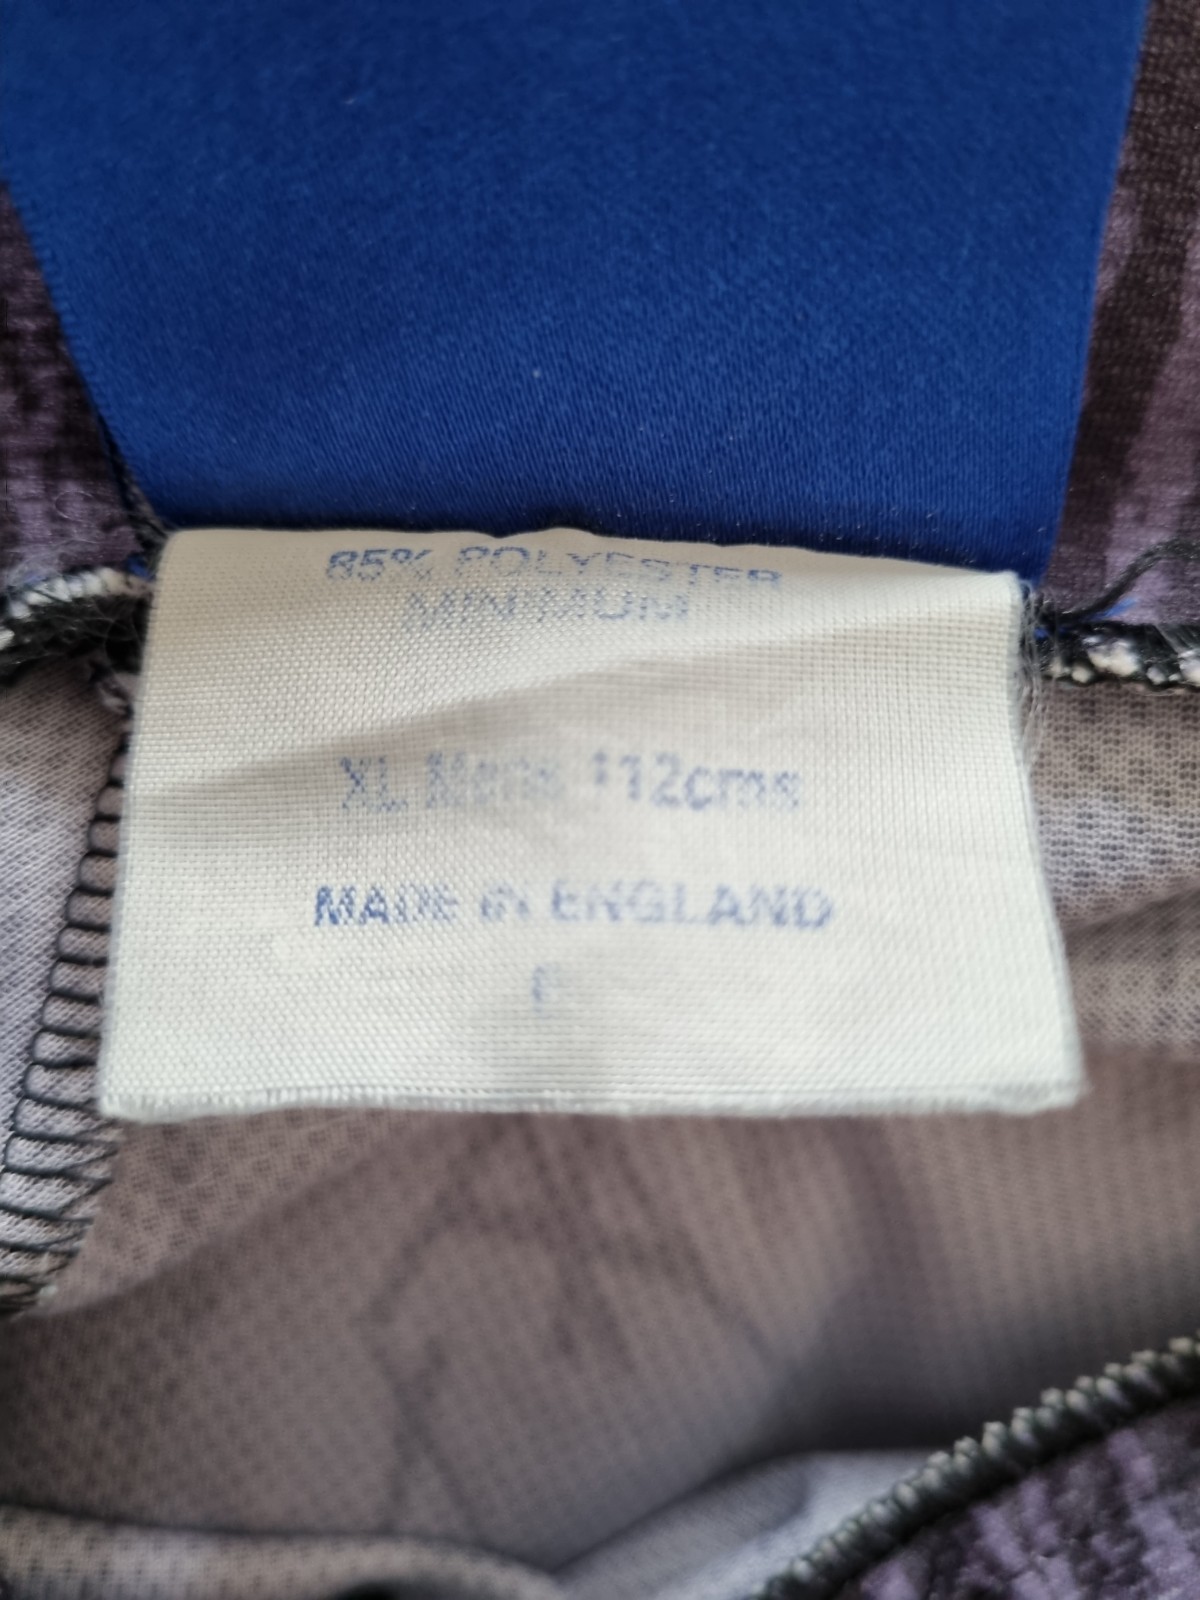 85% POLYESTER
MINIMUM
XL Mens 112cms
MADE IN ENGLAND